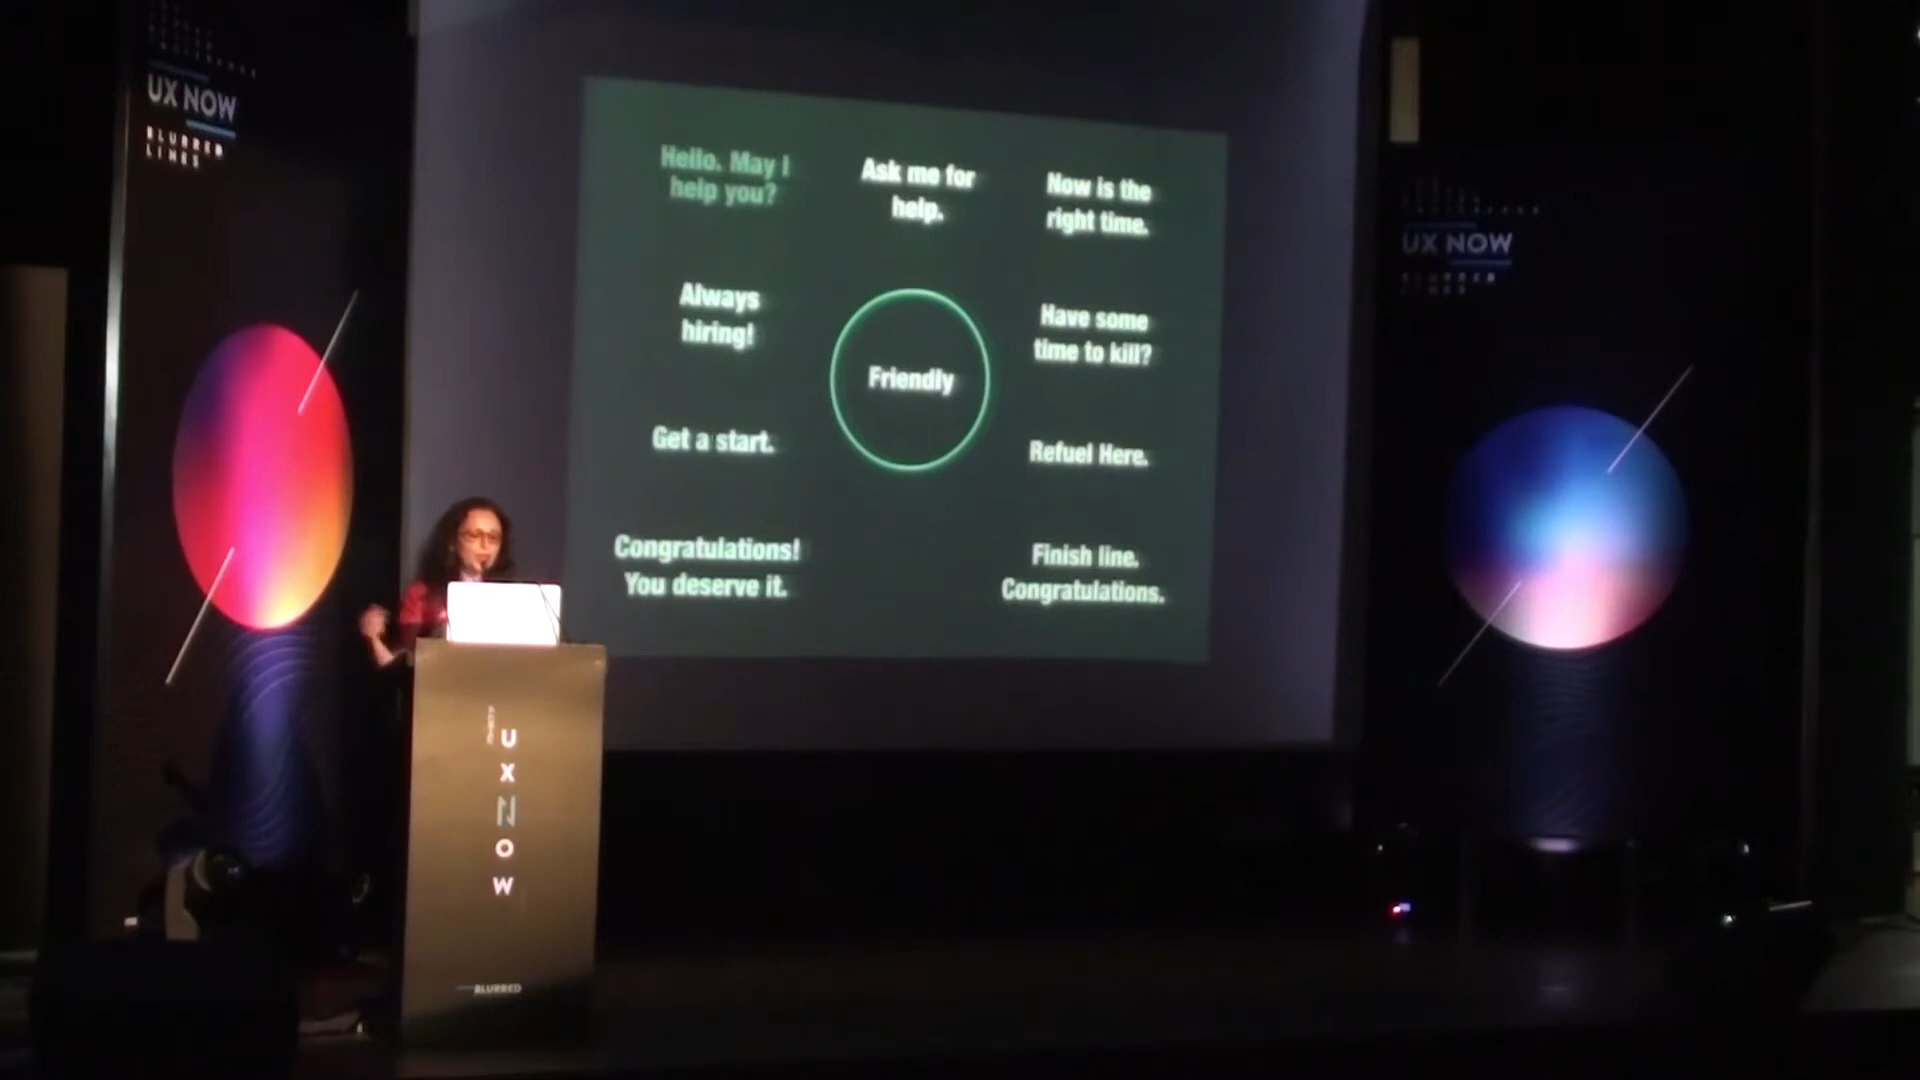 UX NOW
BLURRED
LINES
Hello. May I
help you?
Ask me for
help.
Now is the
right time.
Always
hiring!
Friendly
Have some
time to kill?
Get a start.
Refuel Here.
Congratulations!
You deserve it.
Finish line.
Congratulations.
UX NOW
BLURRED
LINES
U
X
N
O
W
BLURRED